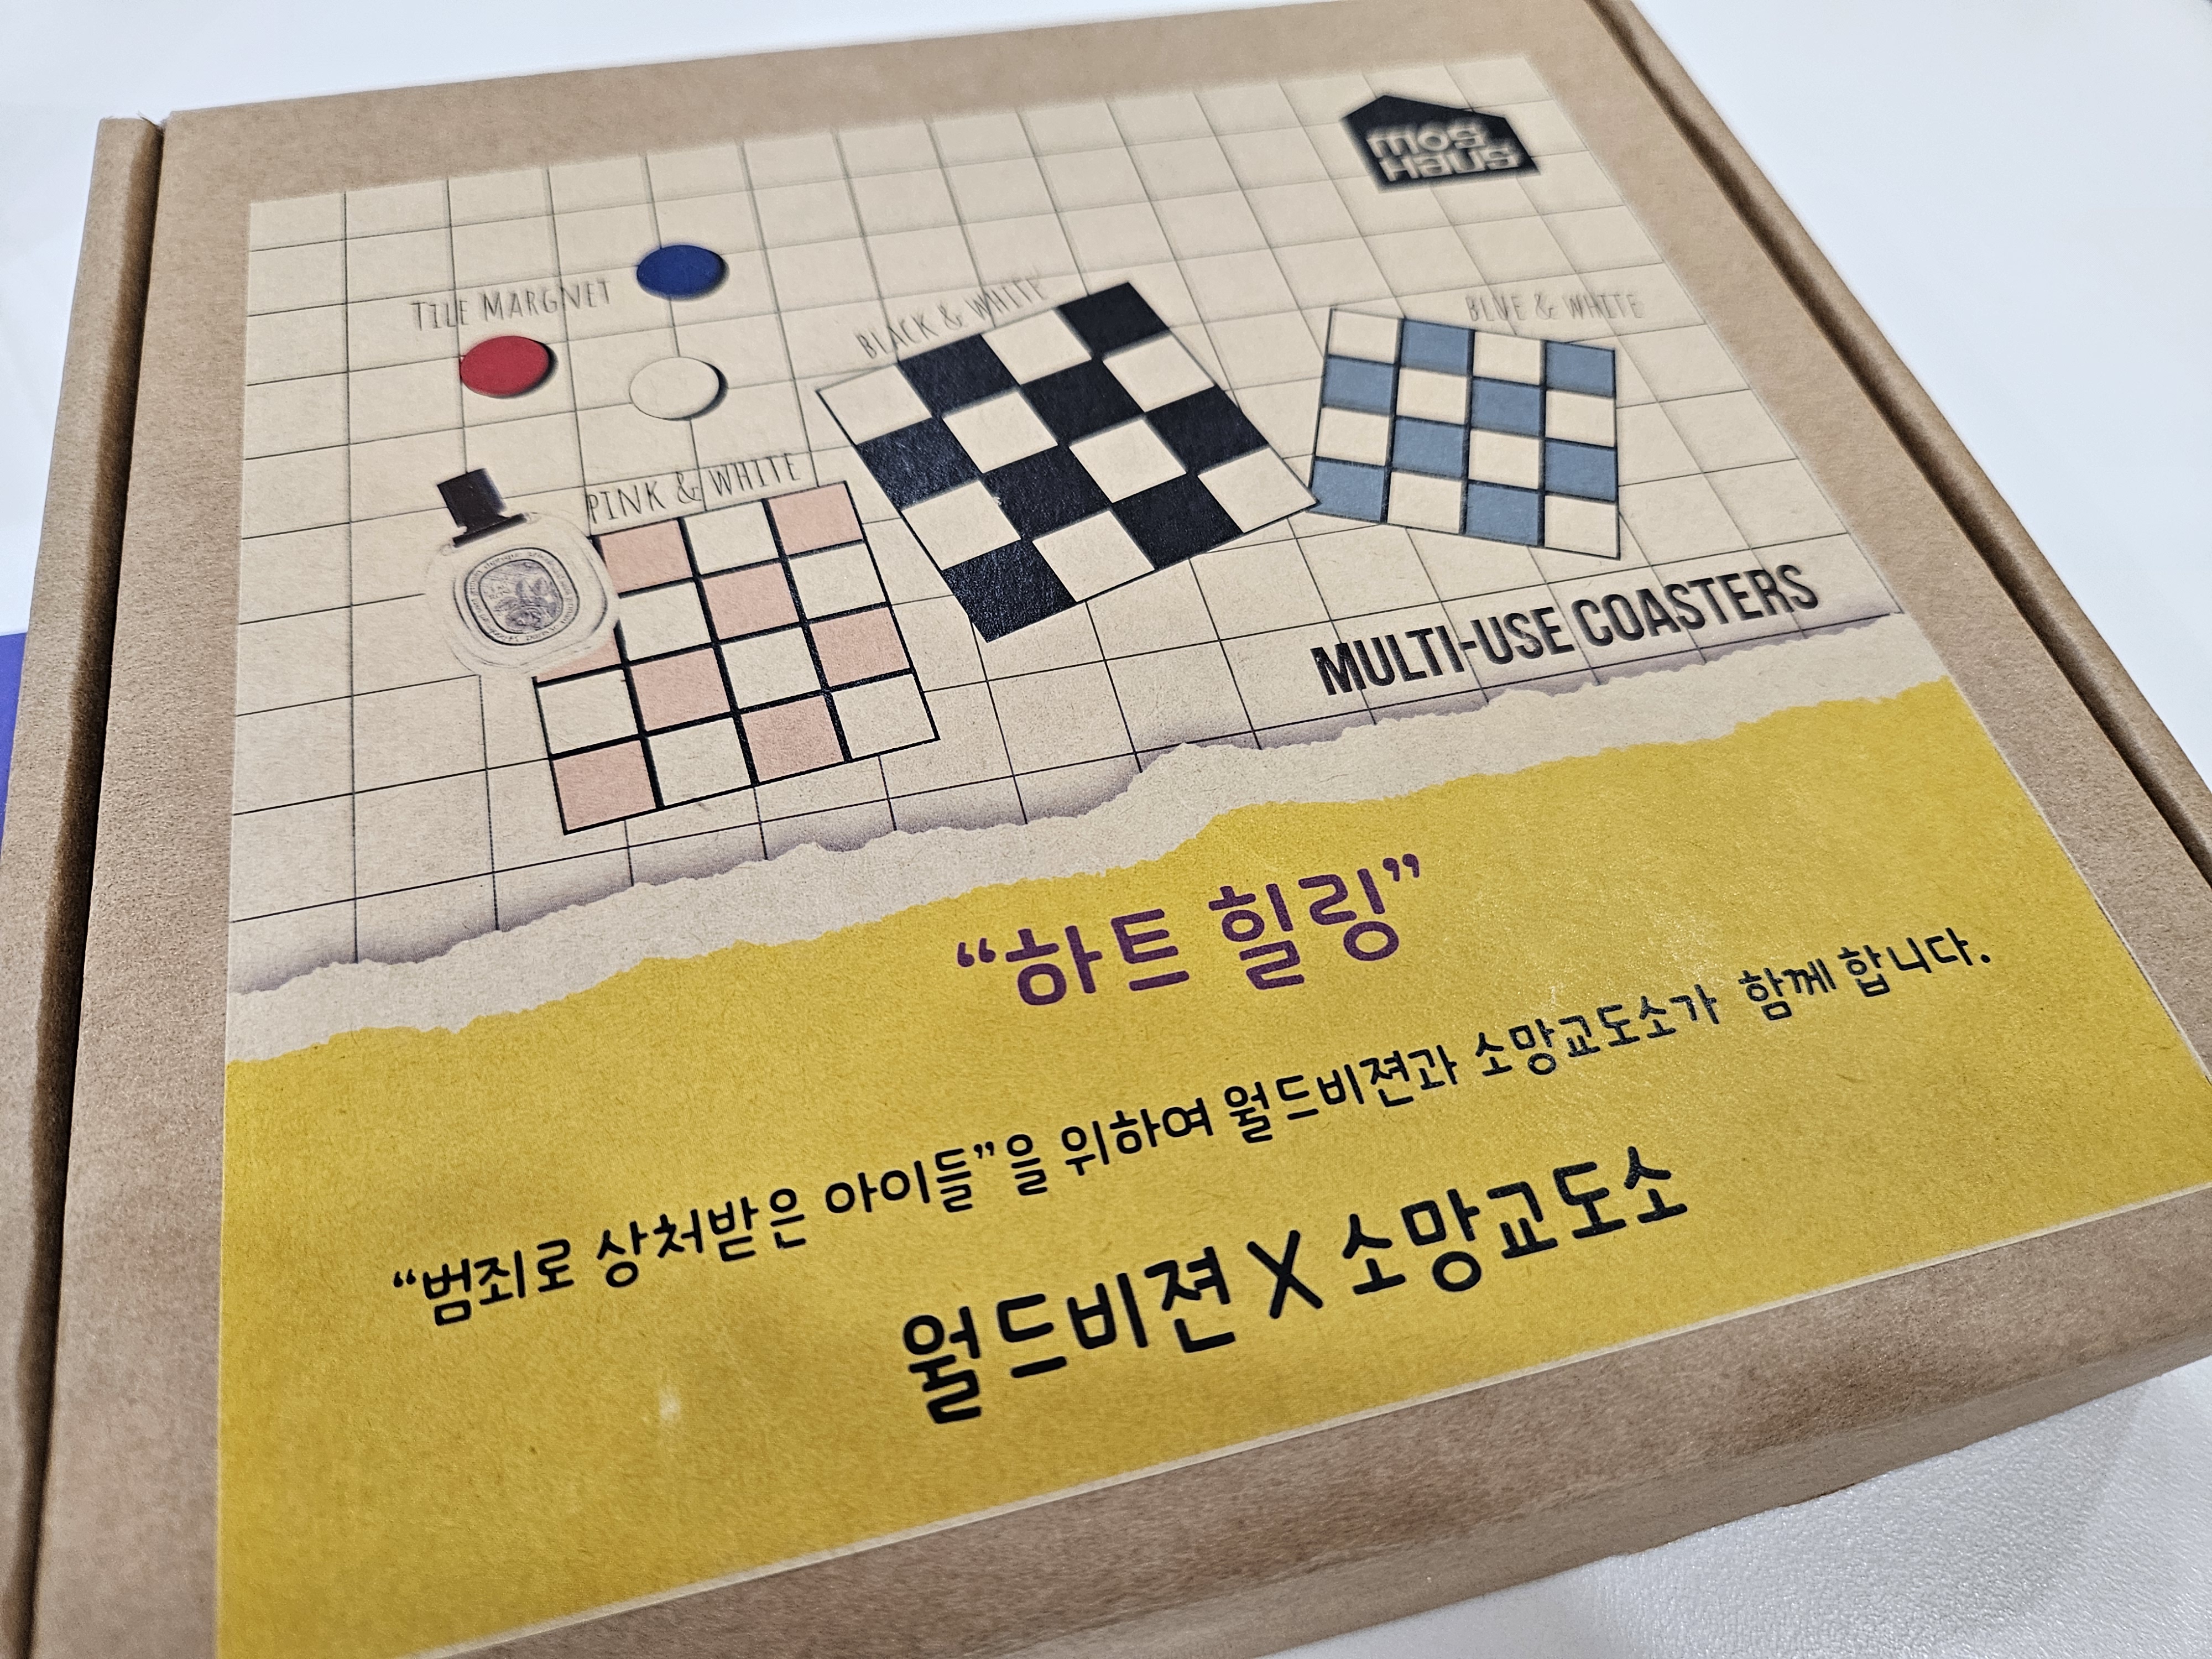 mos
Haus
TILE MARGNET
BLACK & WHITE
BLUE & WHITE
PINK & WHITE
MULTI-USE COASTERS
“하트 힐링”
“범죄로 상처받은 아이들”을 위하여 월드비젼과 소망교도소가 함께 합니다.
월드비젼 X 소망교도소